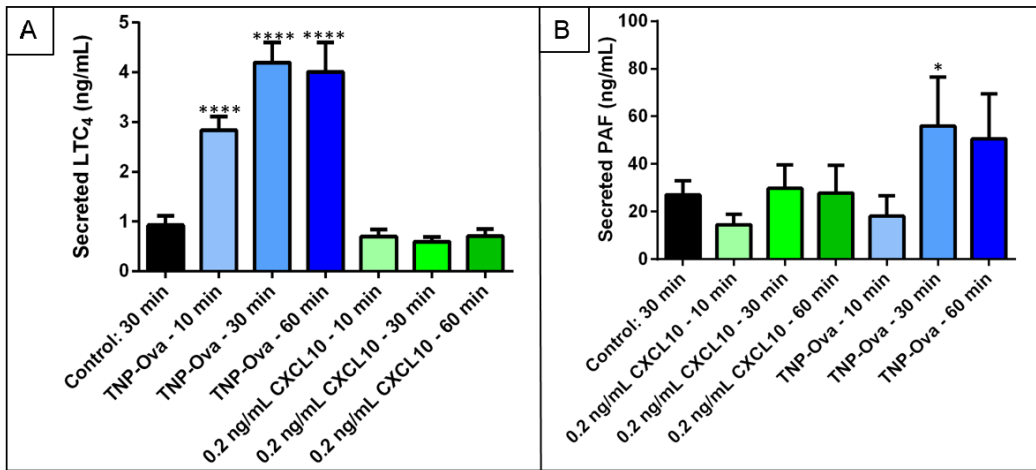 A
Secreted LTC4 (ng/mL)
5
4
3
2
1
0
****
****
****
Control: 30 min
TNP-Ova - 10 min
TNP-Ova - 30 min
TNP-Ova - 60 min
0.2 ng/mL CXCL10 - 10 min
0.2 ng/mL CXCL10 - 30 min
0.2 ng/mL CXCL10 - 60 min
B
Secreted PAF (ng/mL)
100
80
60
40
20
0
*
Control: 30 min
0.2 ng/mL CXCL10 - 10 min
0.2 ng/mL CXCL10 - 30 min
0.2 ng/mL CXCL10 - 60 min
TNP-Ova - 10 min
TNP-Ova - 30 min
TNP-Ova - 60 min